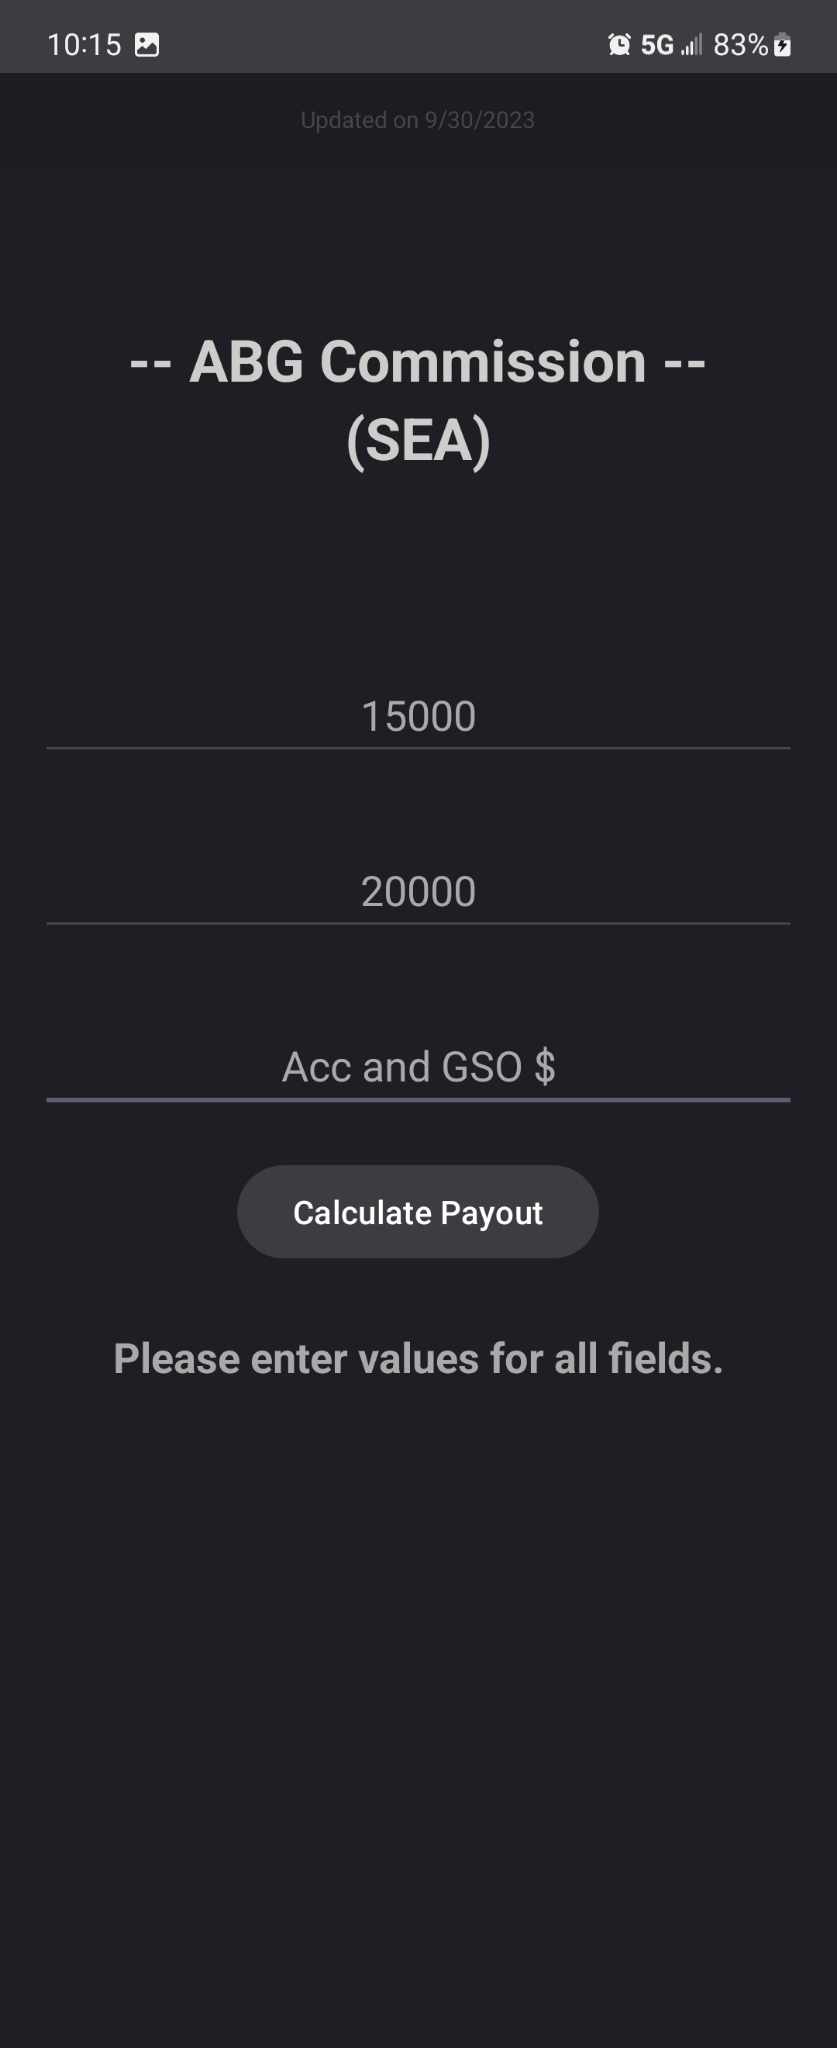 10:15
5G 83%
Updated on 9/30/2023
-- ABG Commission --
(SEA)
15000
20000
Acc and GSO $
Calculate Payout
Please enter values for all fields.